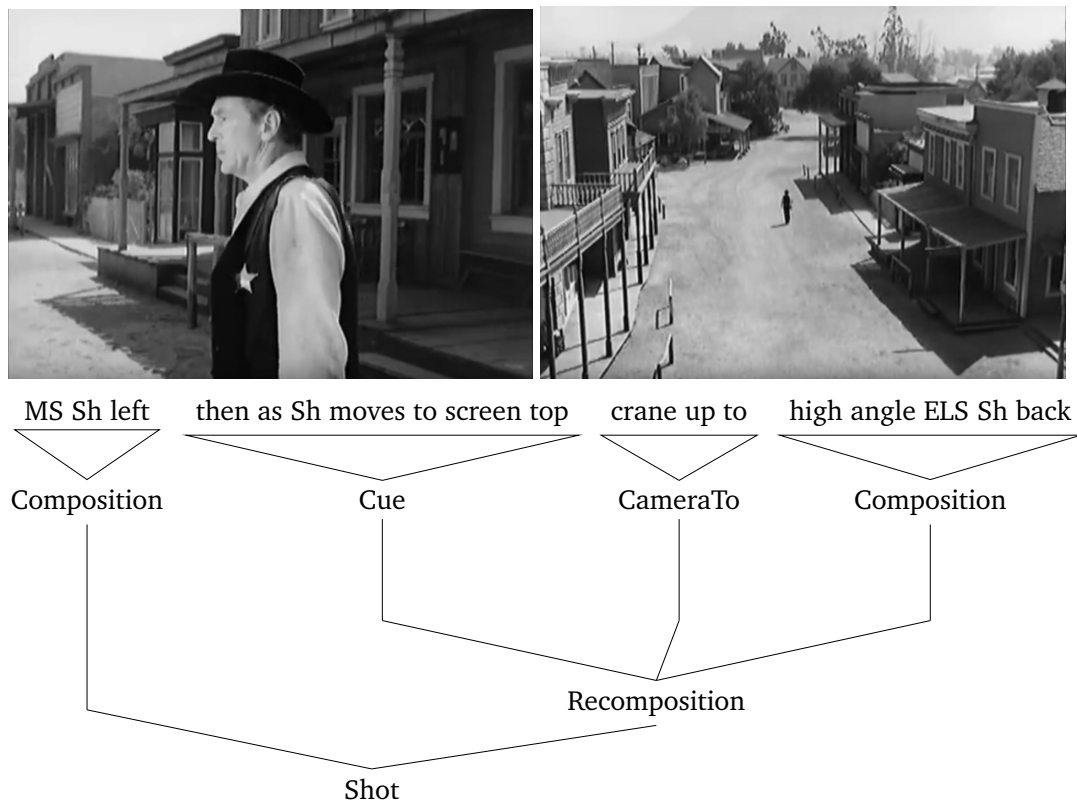 MS Sh left then as Sh moves to screen top crane up to high angle ELS Sh back
Composition Cue CameraTo Composition
Recomposition
Shot